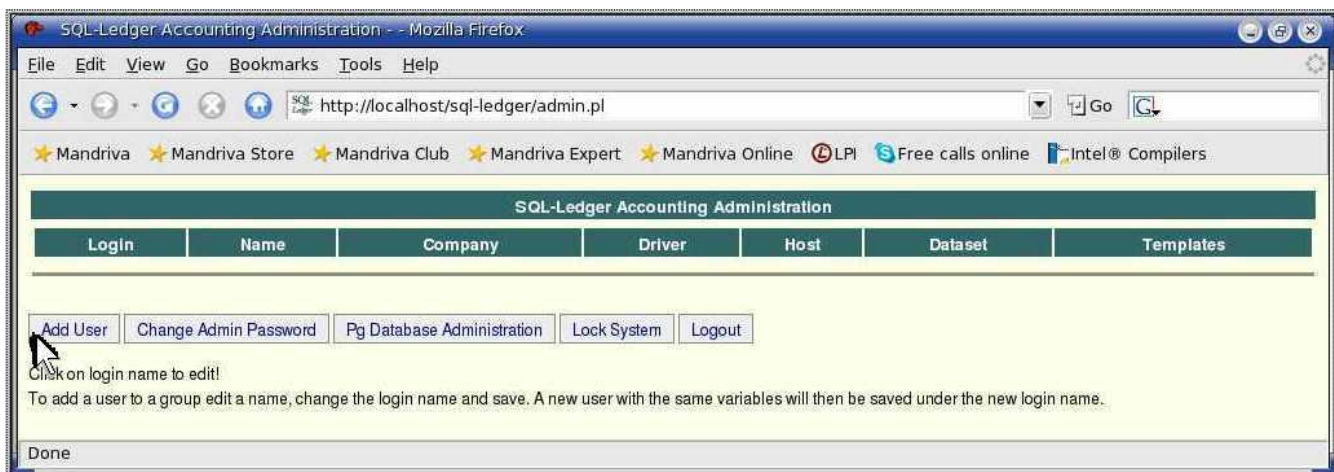 SQL-Ledger Accounting Administration - - Mozilla Firefox
File Edit View Go Bookmarks Tools Help
SQL http://localhost/sql-ledger/admin.pl Go G
Mandriva Mandriva Store Mandriva Club Mandriva Expert Mandriva Online LPI Free calls online Intel® Compilers
SQL-Ledger Accounting Administration
Login Name Company Driver Host Dataset Templates
Add User Change Admin Password Pg Database Administration Lock System Logout
Click on login name to edit!
To add a user to a group edit a name, change the login name and save. A new user with the same variables will then be saved under the new login name.
Done